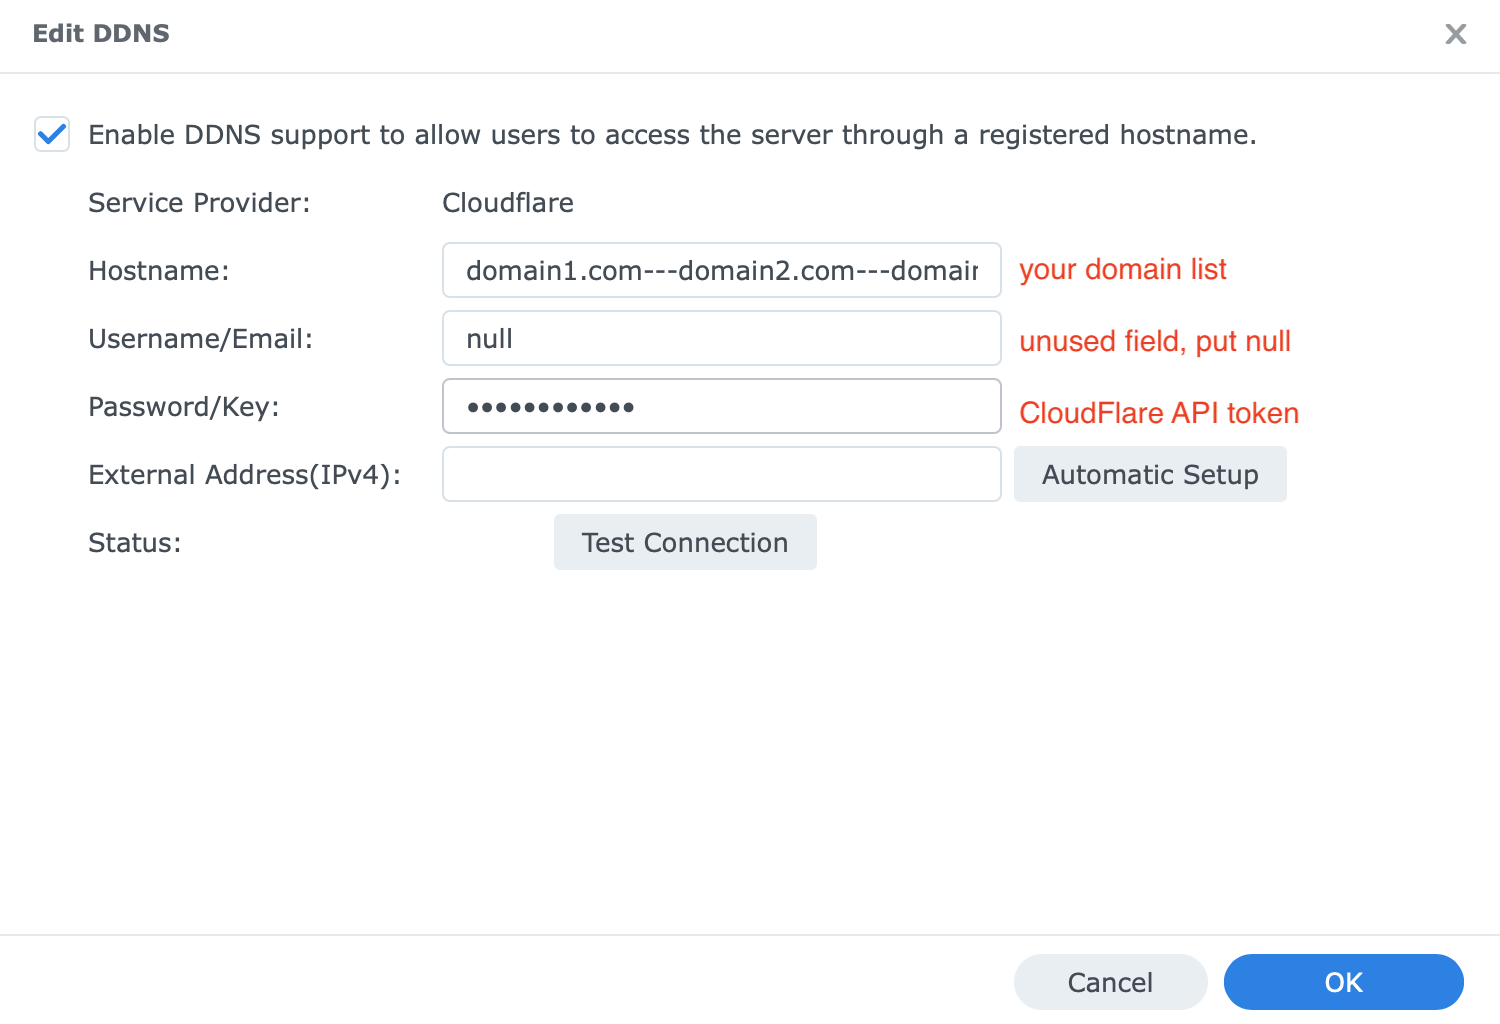 Edit DDNS
Enable DDNS support to allow users to access the server through a registered hostname.
Service Provider: Cloudflare
Hostname: domain1.com---domain2.com---domain your domain list
Username/Email: null unused field, put null
Password/Key: •••••••••••• CloudFlare API token
External Address(IPv4): Automatic Setup
Status: Test Connection
Cancel OK